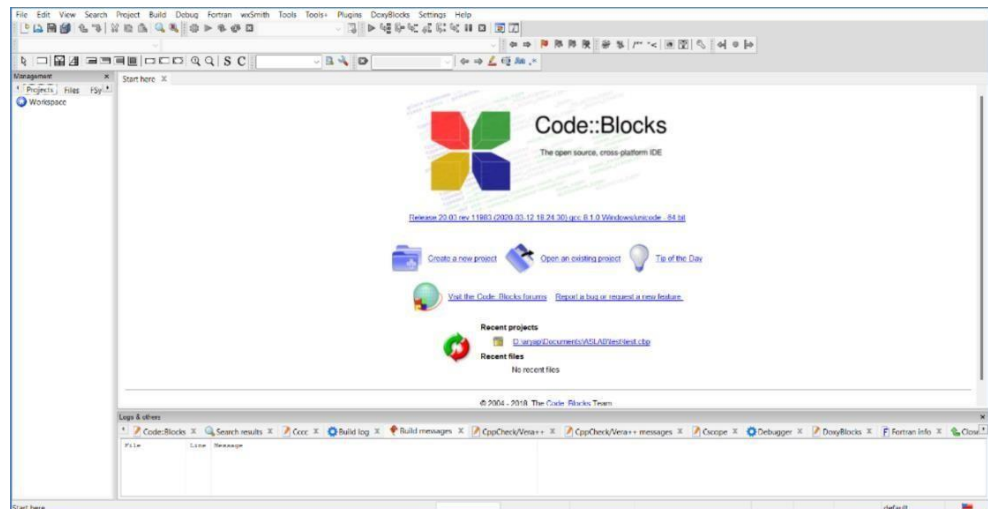 File Edit View Search Project Build Debug Fortran wxSmith Tools Tools+ Plugins DoxyBlocks Settings Help
S C
Management
Start here
Projects Files FSy
Workspace
Code::Blocks
The open source, cross-platform IDE
Release 20.03 rev 11983 (2020-03-12 18:24:30) gcc 8.1.0 Windows/unicode - 64 bit
Create a new project Open an existing project Tip of the Day
Visit the Code::Blocks forums Report a bug or request a new feature
Recent projects
Recent files
No recent files
© 2004 - 2018 The Code::Blocks Team
Logs & others
Code::Blocks Search results Cccc Build log Build messages CppCheck/Vera++ CppCheck/Vera++ messages Cscope Debugger DoxyBlocks Fortran info Close
File Line Message
Start here default